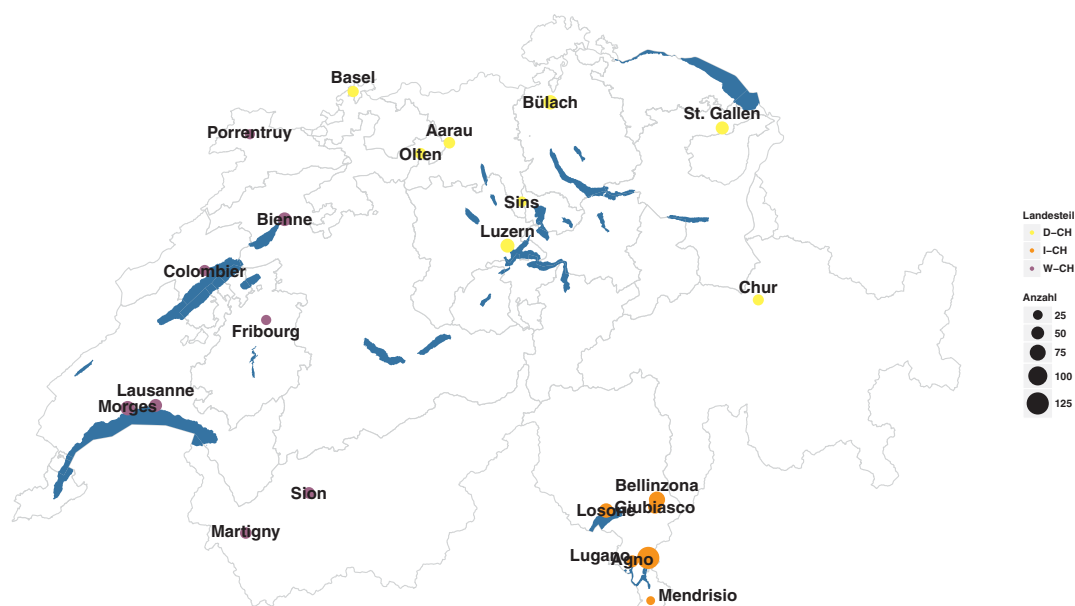 Basel
Bülach
St. Gallen
Porrentruy
Aarau
Olten
Sins
Bienne
Luzern
Colombier
Chur
Fribourg
Lausanne
Morges
Bellinzona
Sion
Losone
Giubiasco
Martigny
Lugano
Agno
Mendrisio
Landesteil
D–CH
I–CH
W–CH
Anzahl
25
50
75
100
125